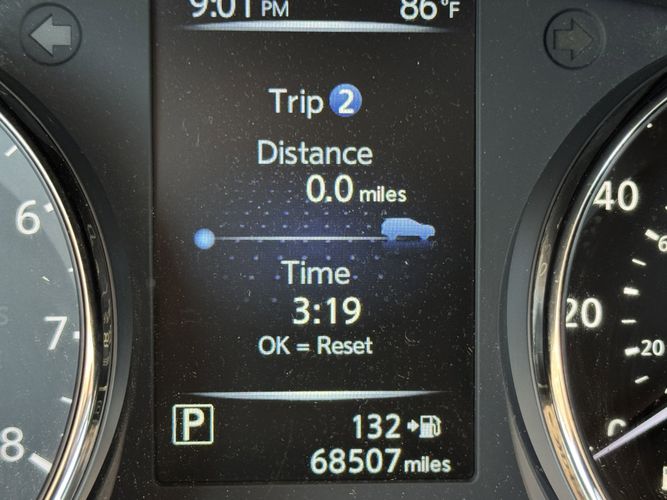 9:01 PM 86°F
Trip 2
Distance
0.0 miles
Time
3:19
OK = Reset
P 132
68507 miles
6
7
8
40
20
0
20